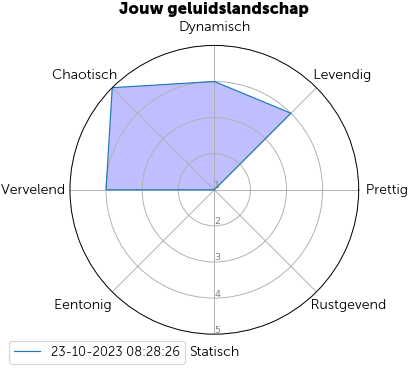 Jouw geluidslandschap
Dynamisch
Chaotisch
Levendig
Vervelend
Prettig
1
2
3
4
5
Eentonig
Rustgevend
Statisch
23-10-2023 08:28:26